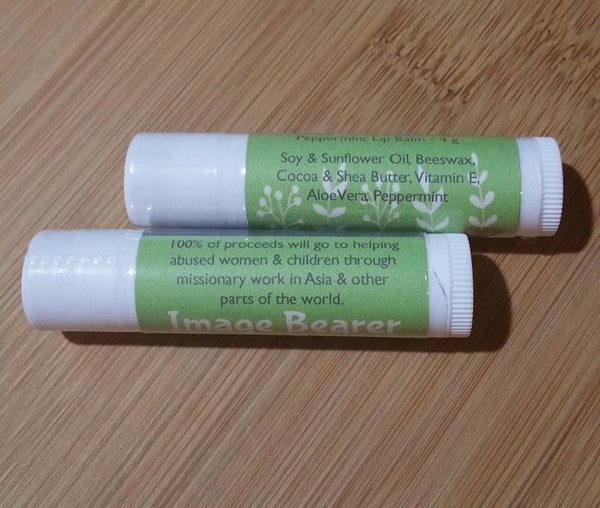 Peppermint Lip Balm - 4 g
Soy & Sunflower Oil, Beeswax,
Cocoa & Shea Butter, Vitamin E,
AloeVera, Peppermint
100% of proceeds will go to helping
abused women & children through
missionary work in Asia & other
parts of the world.
Image Bearer